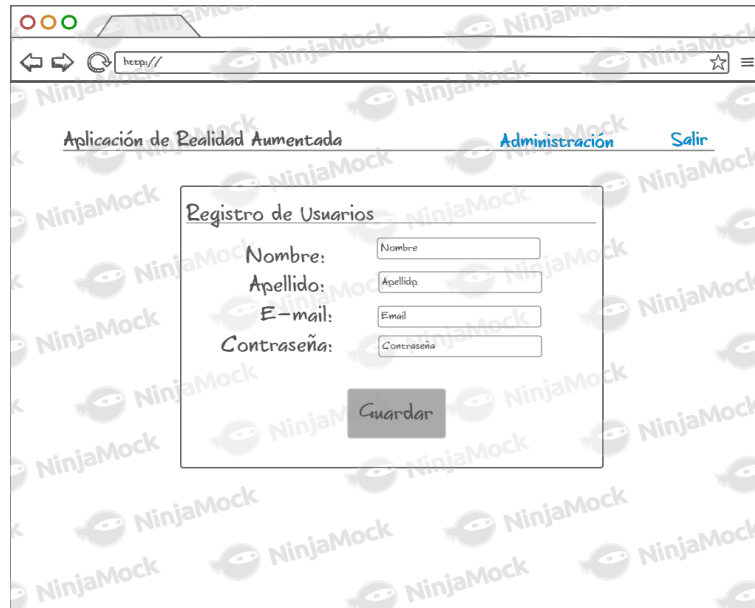 http://
Aplicación de Realidad Aumentada
Administración
Salir
Registro de Usuarios
Nombre:
Nombre
Apellido:
Apellido
E-mail:
Email
Contraseña:
Contraseña
Guardar
NinjaMock